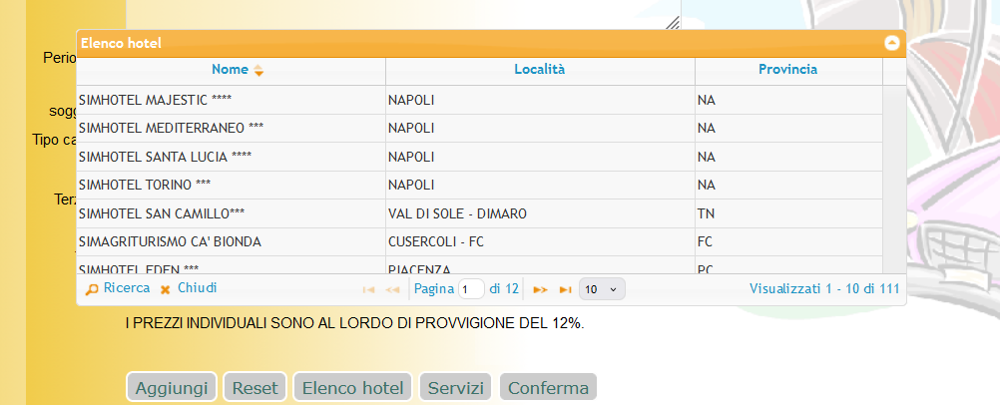 Elenco hotel
Nome Località Provincia
Perio
SIMHOTEL MAJESTIC **** NAPOLI NA
sogg
SIMHOTEL MEDITERRANEO *** NAPOLI NA
Tipo ca
SIMHOTEL SANTA LUCIA **** NAPOLI NA
SIMHOTEL TORINO *** NAPOLI NA
Terz
SIMHOTEL SAN CAMILLO*** VAL DI SOLE - DIMARO TN
SIMAGRITURISMO CA' BIONDA CUSERCOLI - FC FC
SIMHOTEL EDEN *** PIACENZA PC
Ricerca Chiudi Pagina 1 di 12 10 Visualizzati 1 - 10 di 111
I PREZZI INDIVIDUALI SONO AL LORDO DI PROVVIGIONE DEL 12%.
Aggiungi Reset Elenco hotel Servizi Conferma